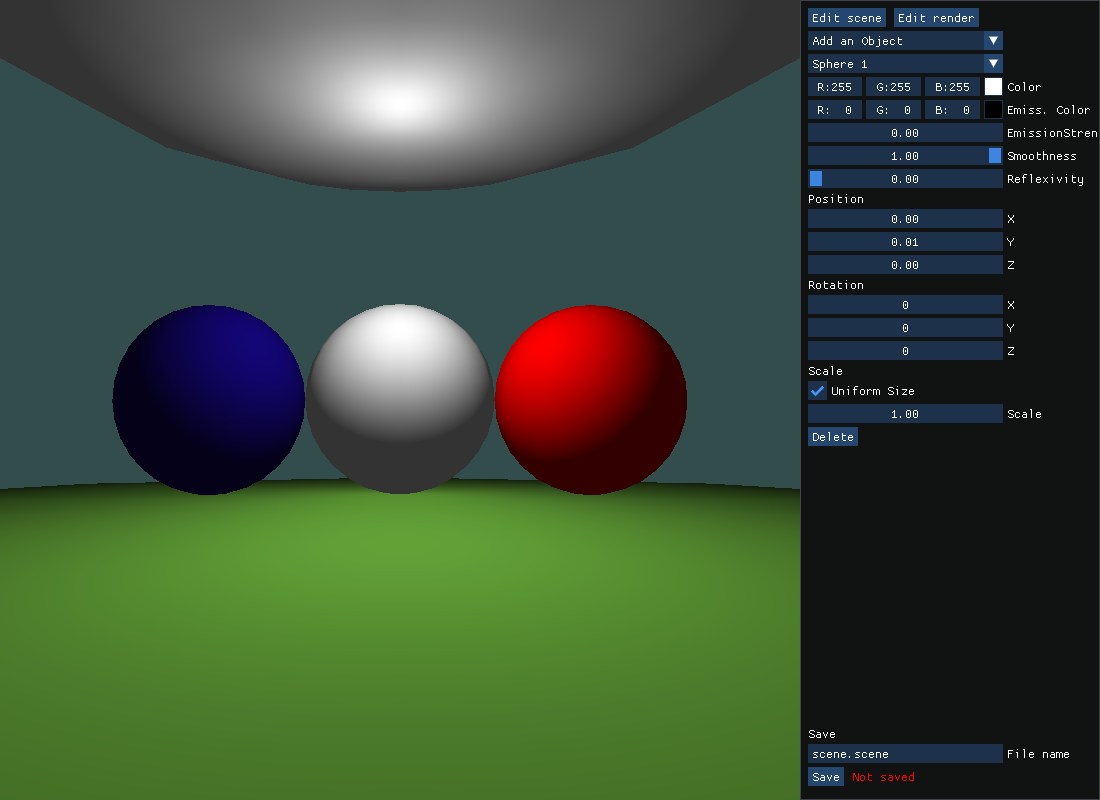 Edit scene Edit render
Add an Object
Sphere 1
R:255 G:255 B:255 Color
R: 0 G: 0 B: 0 Emiss. Color
0.00 EmissionStren
1.00 Smoothness
0.00 Reflexivity
Position
0.00 X
0.01 Y
0.00 Z
Rotation
0 X
0 Y
0 Z
Scale
Uniform Size
1.00 Scale
Delete
Save
scene.scene File name
Save Not saved